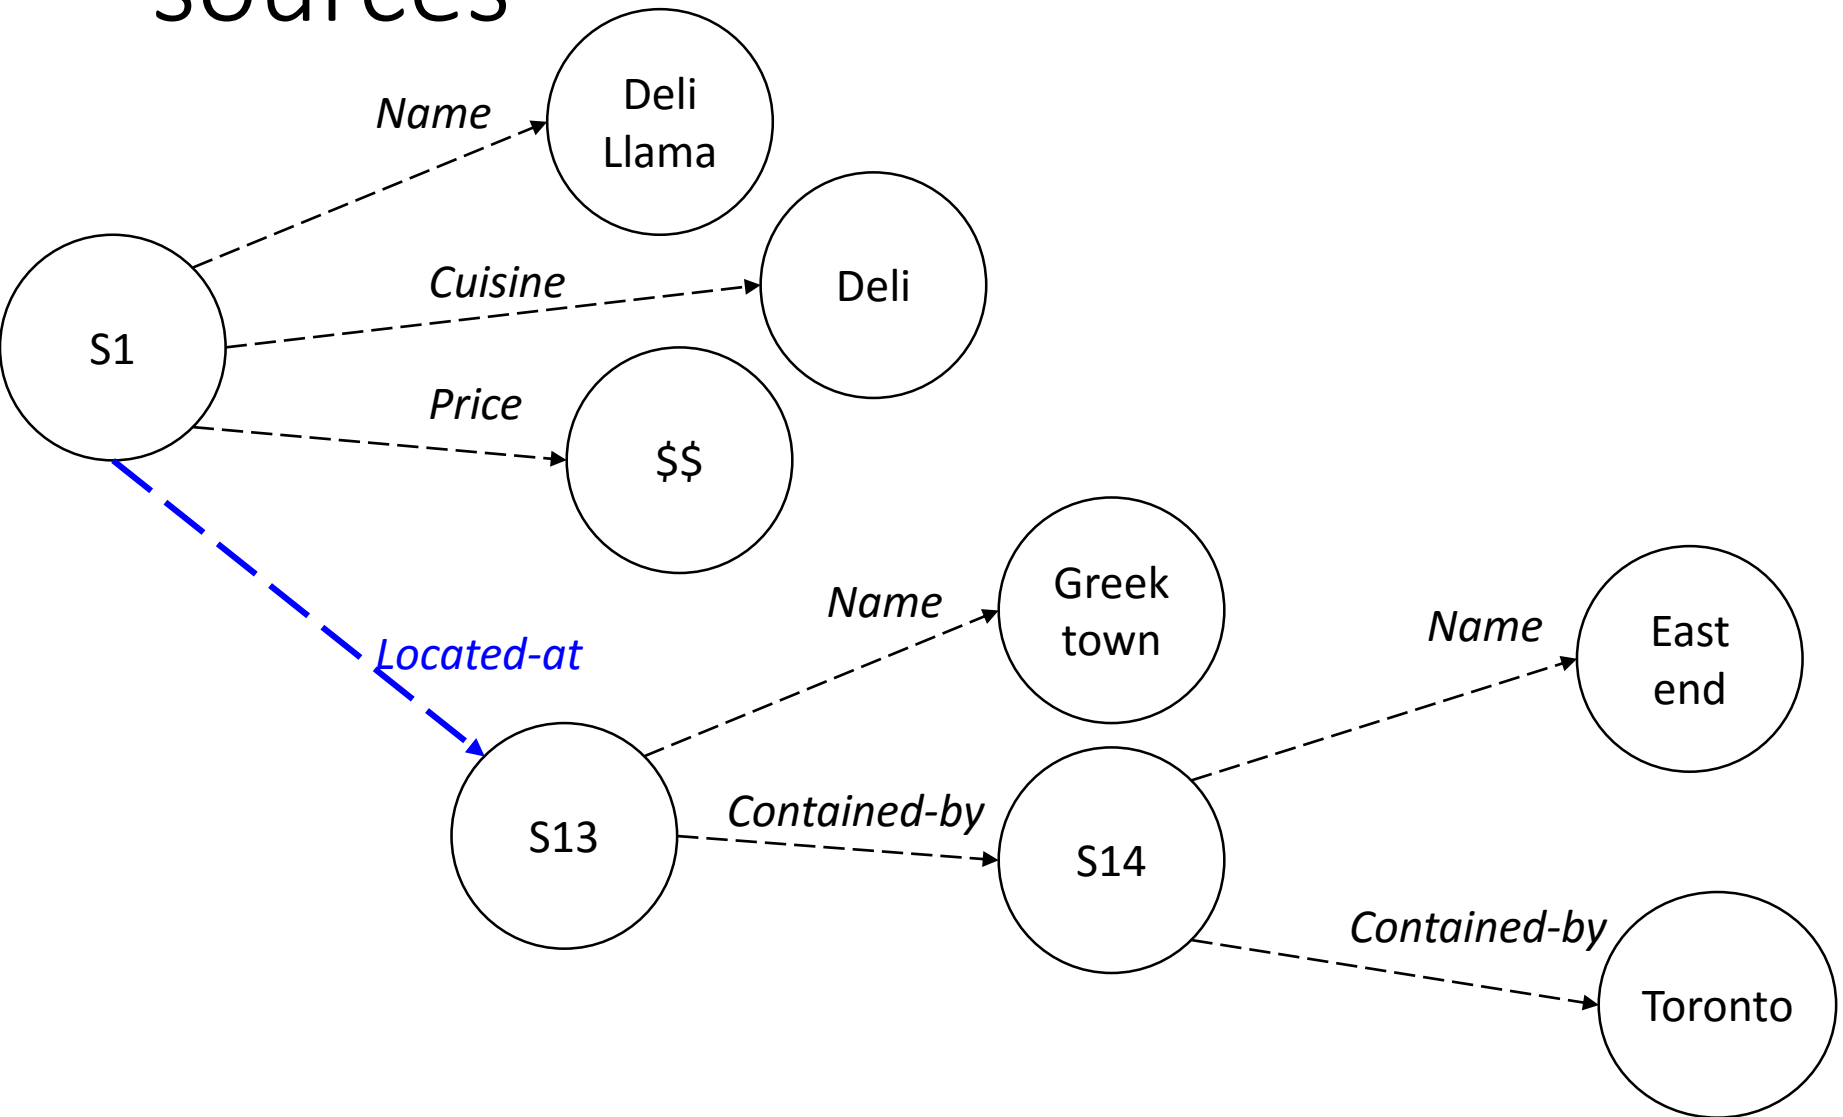 sources
Name
Deli
Llama
Cuisine
Deli
S1
Price
$$
Located-at
Name
Greek
town
Name
East
end
S13
Contained-by
S14
Contained-by
Toronto